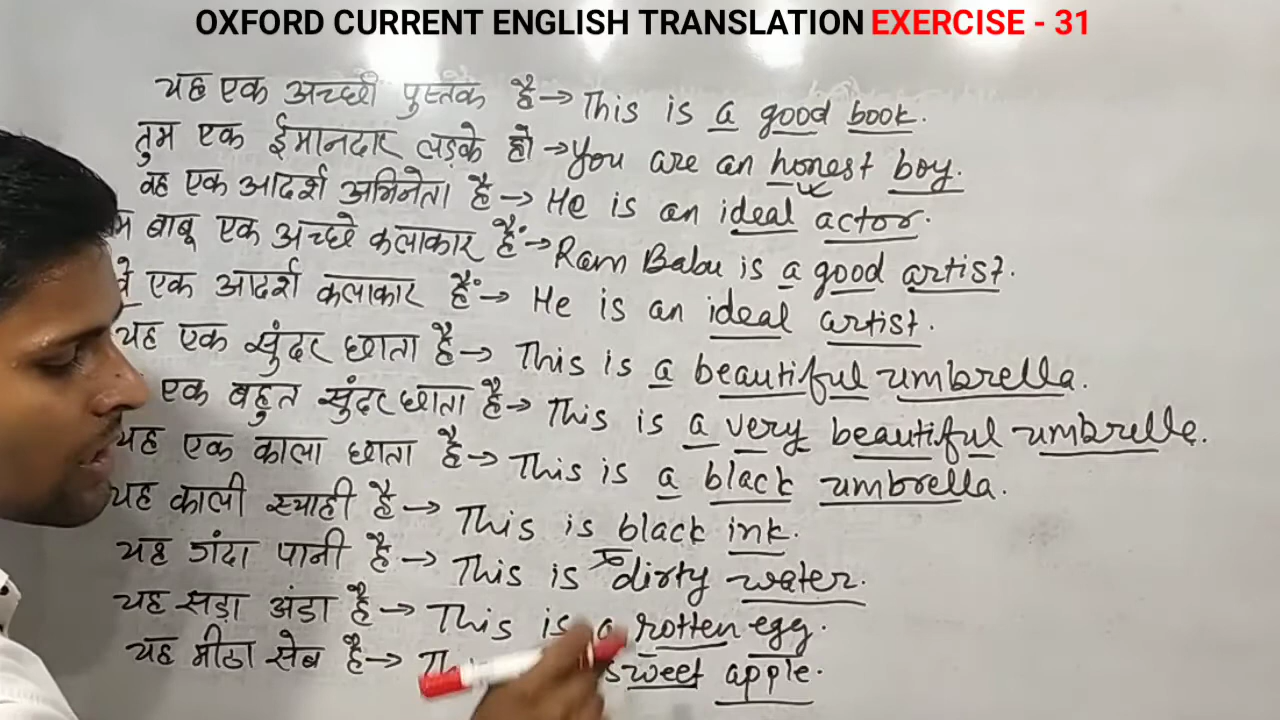 OXFORD CURRENT ENGLISH TRANSLATION EXERCISE - 31
यह एक अच्छी पुस्तक है → This is a good book.
तुम एक ईमानदार लड़के हो → You are an honest boy.
वह एक आदर्श अभिनेता है → He is an ideal actor.
बाबू एक अच्छे कलाकार हैं → Ram Babu is a good artist.
वे एक आदर्श कलाकार हैं → He is an ideal artist.
यह एक सुंदर छाता है → This is a beautiful umbrella.
एक बहुत सुंदर छाता है → This is a very beautiful umbrella.
यह एक काला छाता है → This is a black umbrella.
यह काली स्याही है → This is black ink.
यह गंदा पानी है → This is dirty water.
यह सड़ा अंडा है → This is a rotten egg.
यह मीठा सेब है → sweet apple.